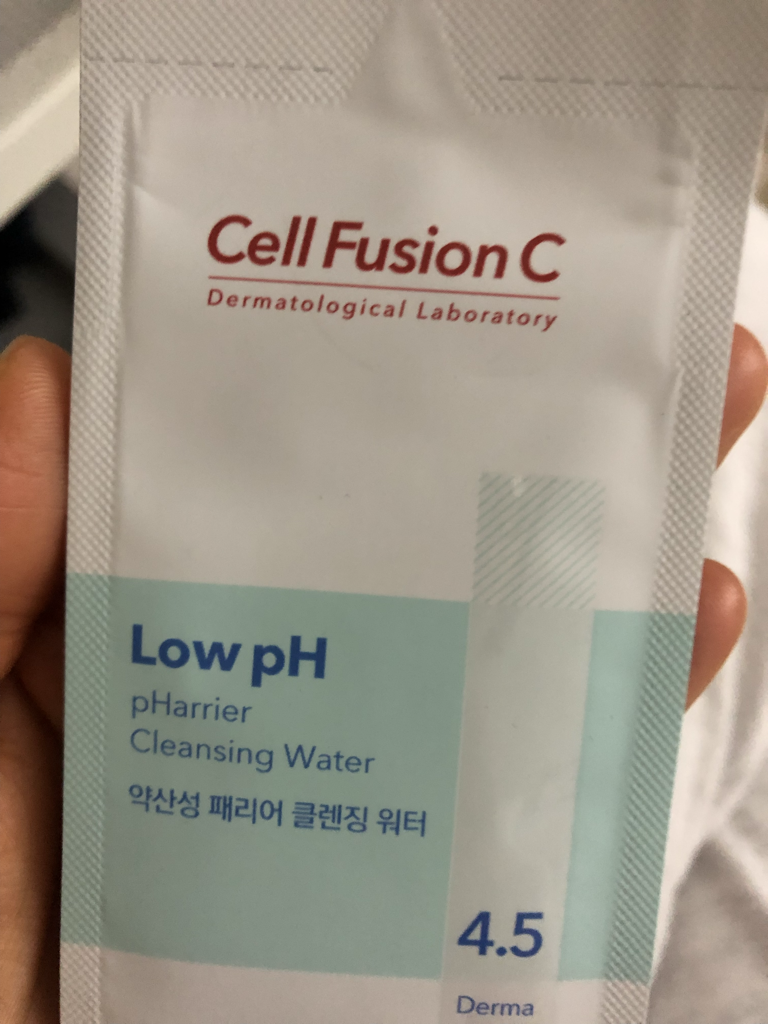 Cell Fusion C
Dermatological Laboratory
Low pH
pHarrier
Cleansing Water
약산성 패리어 클렌징 워터
4.5
Derma